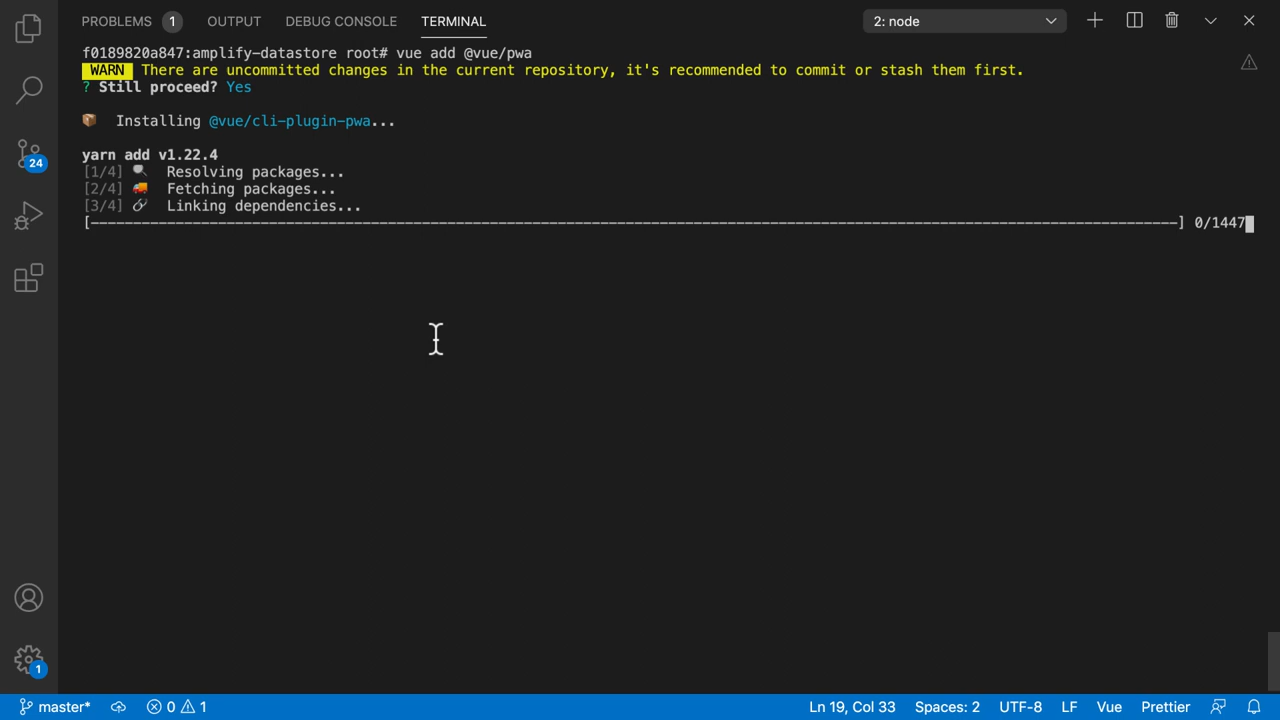 PROBLEMS 1 OUTPUT DEBUG CONSOLE TERMINAL 2: node
f0189820a847:amplify-datastore root# vue add @vue/pwa
WARN There are uncommitted changes in the current repository, it's recommended to commit or stash them first.
? Still proceed? Yes
Installing @vue/cli-plugin-pwa...
yarn add v1.22.4
[1/4] Resolving packages...
[2/4] Fetching packages...
[3/4] Linking dependencies...
[----------------------------------------------------------------------------------------------------------------------------------] 0/1447
24
1
master* 0 1 Ln 19, Col 33 Spaces: 2 UTF-8 LF Vue Prettier